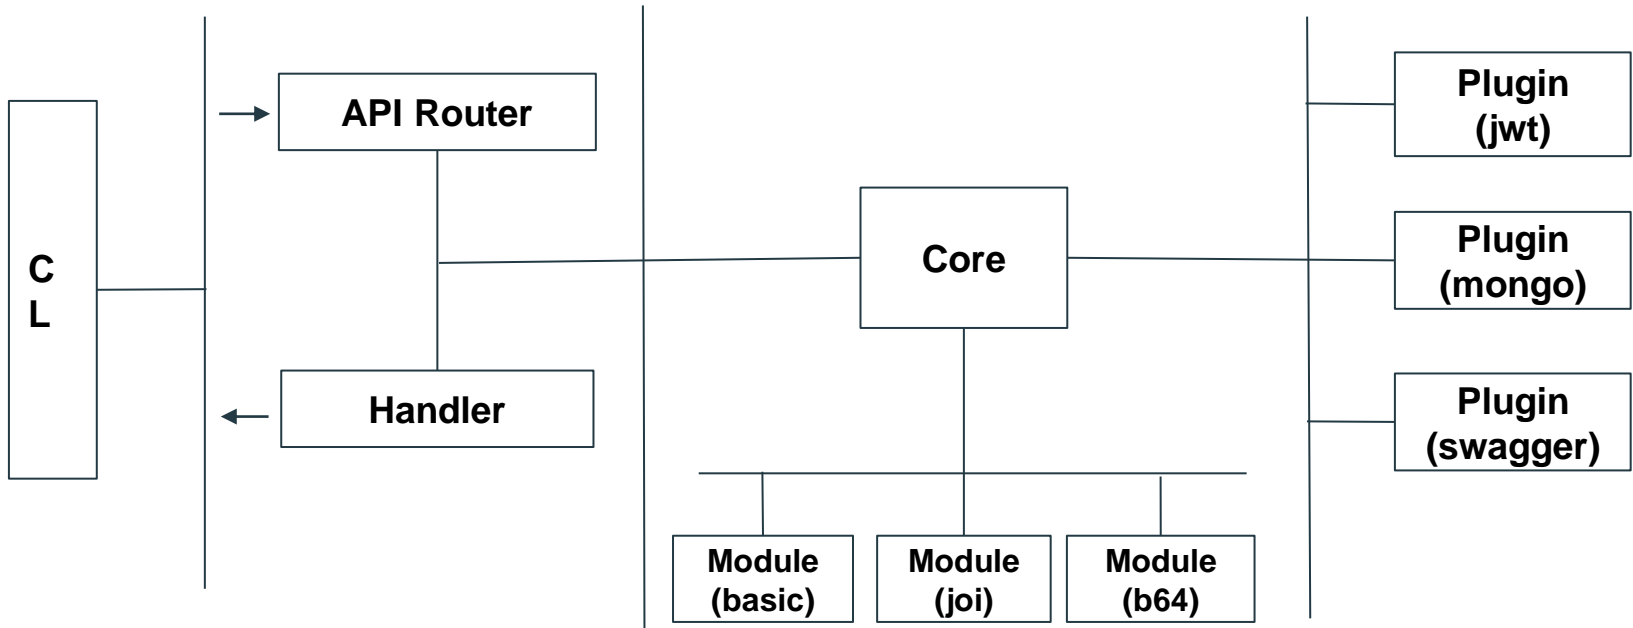 API Router
C
L
Handler
Core
Module
(basic)
Module
(joi)
Module
(b64)
Plugin
(jwt)
Plugin
(mongo)
Plugin
(swagger)